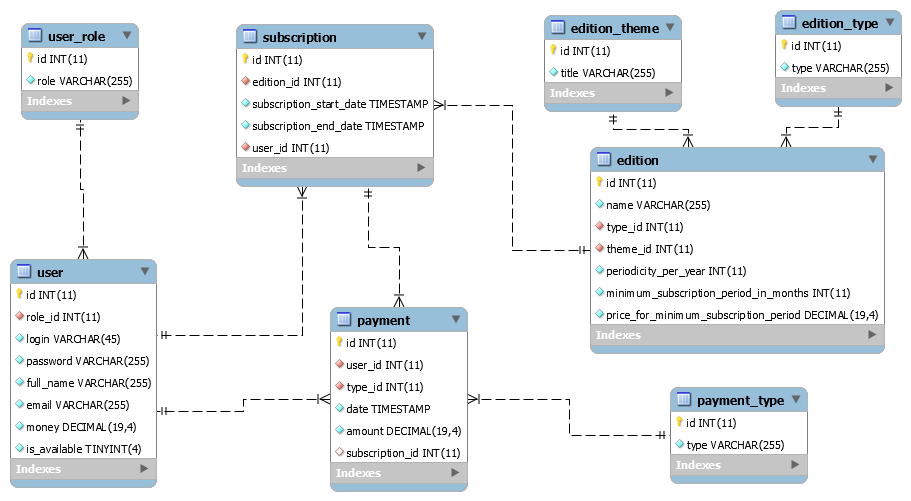 user_role
id INT(11)
role VARCHAR(255)
Indexes
subscription
id INT(11)
edition_id INT(11)
subscription_start_date TIMESTAMP
subscription_end_date TIMESTAMP
user_id INT(11)
Indexes
edition_theme
id INT(11)
title VARCHAR(255)
Indexes
edition_type
id INT(11)
type VARCHAR(255)
Indexes
edition
id INT(11)
name VARCHAR(255)
type_id INT(11)
theme_id INT(11)
periodicity_per_year INT(11)
minimum_subscription_period_in_months INT(11)
price_for_minimum_subscription_period DECIMAL(19,4)
Indexes
user
id INT(11)
role_id INT(11)
login VARCHAR(45)
password VARCHAR(255)
full_name VARCHAR(255)
email VARCHAR(255)
money DECIMAL(19,4)
is_available TINYINT(4)
Indexes
payment
id INT(11)
user_id INT(11)
type_id INT(11)
date TIMESTAMP
amount DECIMAL(19,4)
subscription_id INT(11)
Indexes
payment_type
id INT(11)
type VARCHAR(255)
Indexes